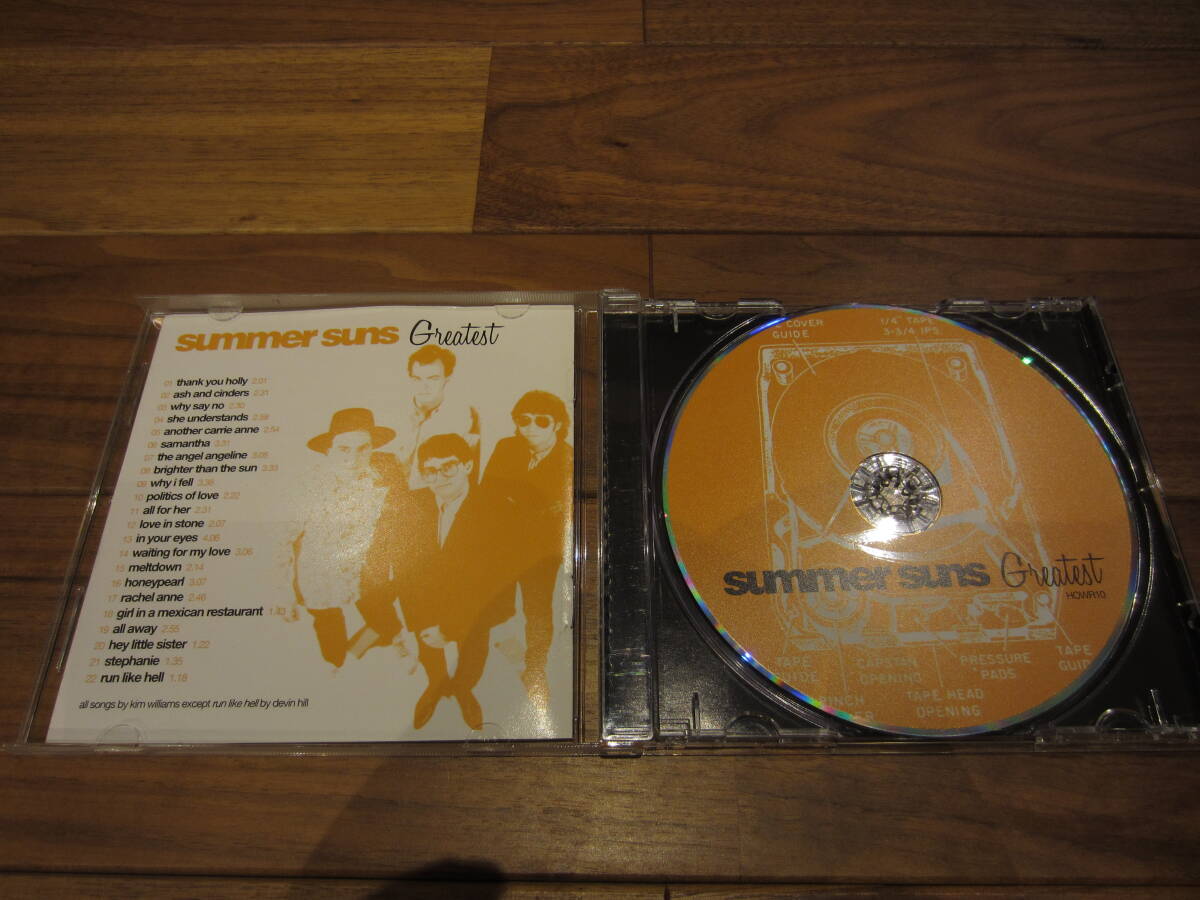 summer suns Greatest
01 thank you holly 2.01
02 ash and cinders 2.21
03 why say no 2.30
04 she understands 2.58
05 another carrie anne 2.54
06 samantha 3.31
07 the angel angeline 3.05
08 brighter than the sun 3.33
09 why i fell 3.38
10 politics of love 2.22
11 all for her 2.31
12 love in stone 2.07
13 in your eyes 4.06
14 waiting for my love 3.06
15 meltdown 2.14
16 honeypearl 3.07
17 rachel anne 2.46
18 girl in a mexican restaurant 1.43
19 all away 2.55
20 hey little sister 1.22
21 stephanie 1.35
22 run like hell 1.18
all songs by kim williams except run like hell by devin hill
COVER
GUIDE
1/4" TAPE
3-3/4 IPS.
summer suns Greatest
HOWR10
TAPE
GUIDE
CAPSTAN
OPENING
PRESSURE
PADS
TAPE
GUID
TAPE HEAD
OPENING